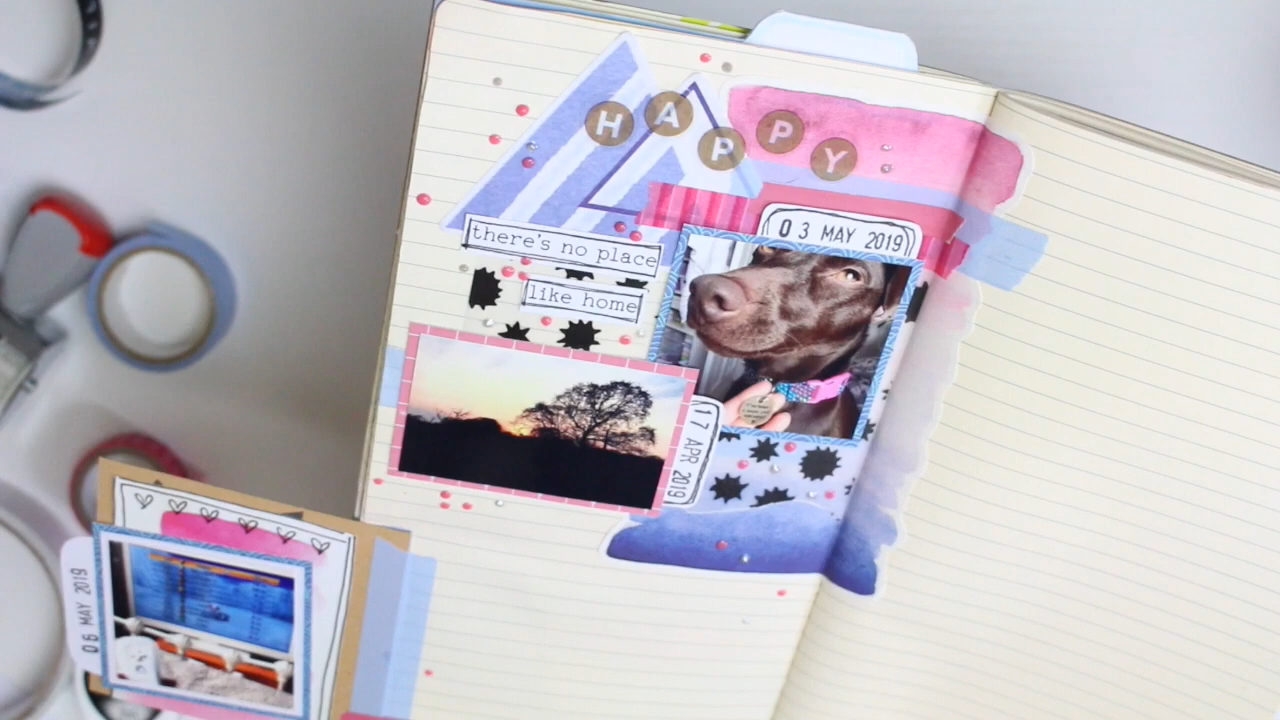 HAPPY
03 MAY 2019
there's no place
like home
17 APR 2019
06 MAY 2019